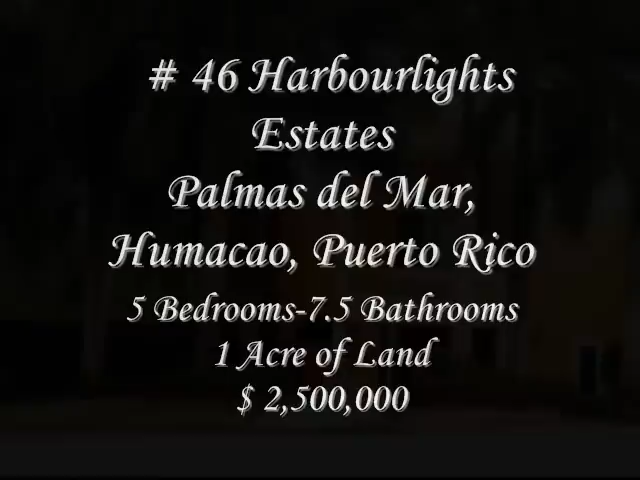 # 46 Harbourlights
Estates
Palmas del Mar,
Humacao, Puerto Rico
5 Bedrooms-7.5 Bathrooms
1 Acre of Land
$ 2,500,000